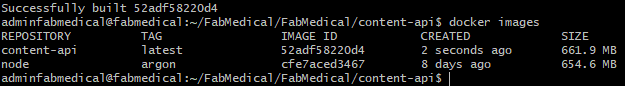 Successfully built 52adf58220d4
adminfabmedical@fabmedical:~/FabMedical/FabMedical/content-api$ docker images
REPOSITORY TAG IMAGE ID CREATED SIZE
content-api latest 52adf58220d4 2 seconds ago 661.9 MB
node argon cfe7aced3467 8 days ago 654.6 MB
adminfabmedical@fabmedical:~/FabMedical/FabMedical/content-api$